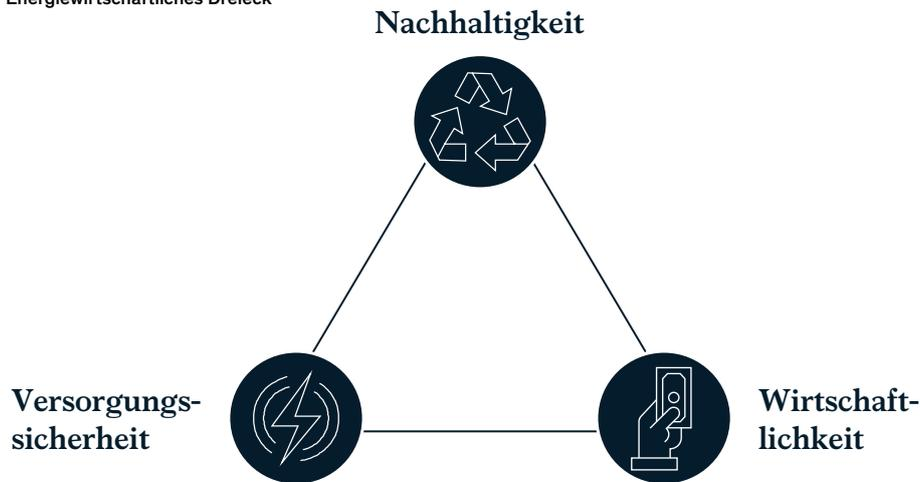 Energiewirtschaftliches Dreieck
Nachhaltigkeit
Versorgungs-
sicherheit
Wirtschaft-
lichkeit